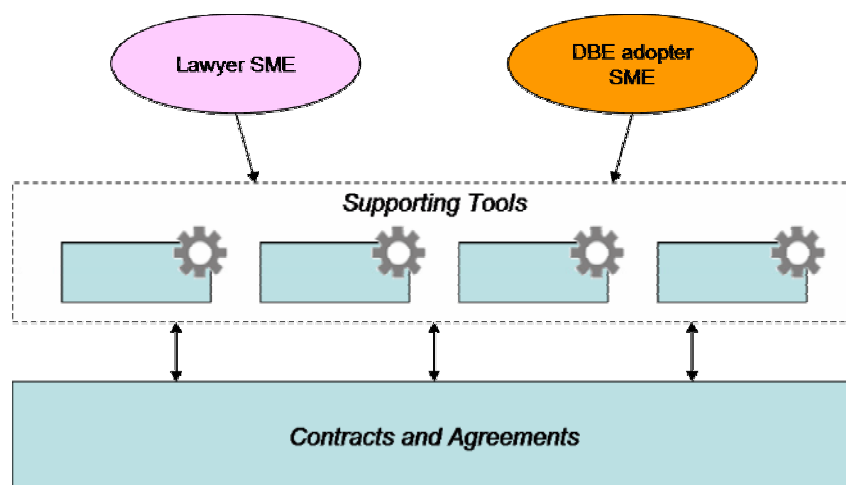 Lawyer SME
DBE adopter
SME
Supporting Tools
Contracts and Agreements